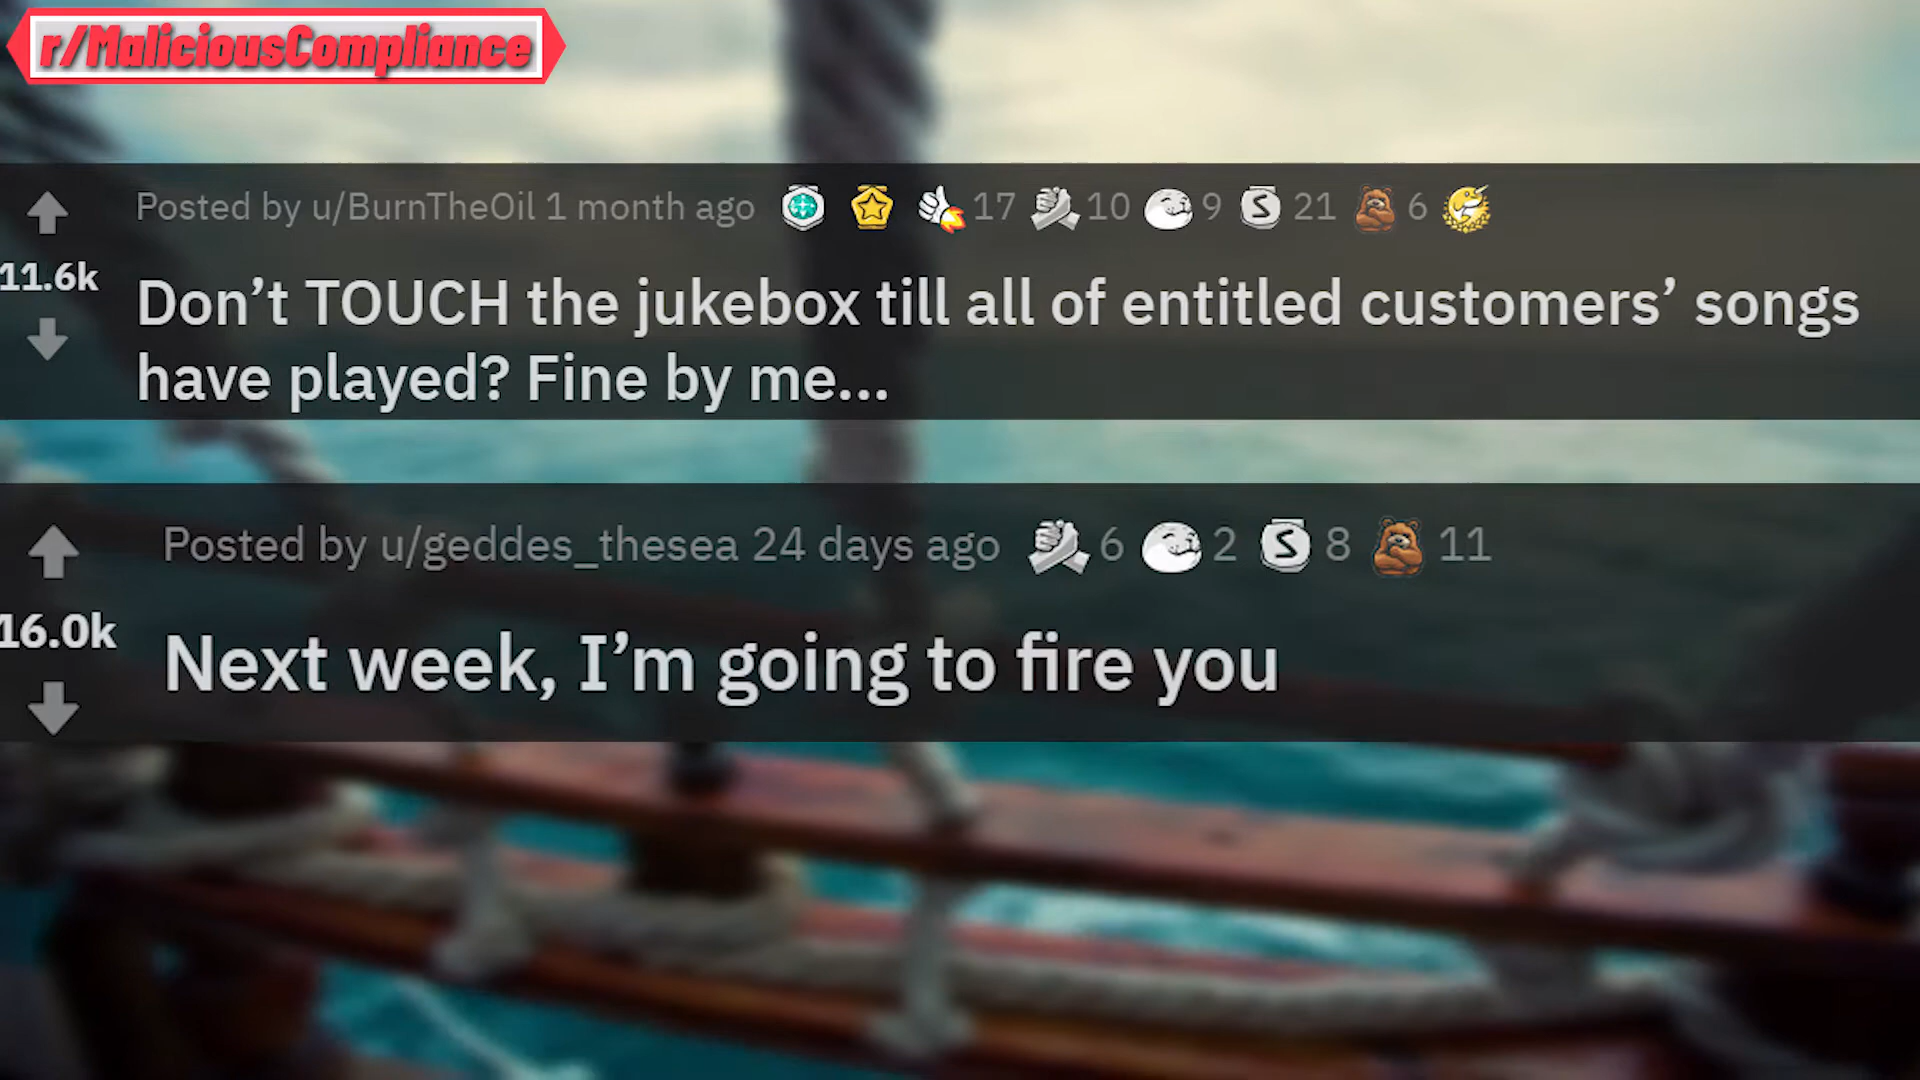 r/MaliciousCompliance
Posted by u/BurnTheOil 1 month ago 17 10 9 S 21 6
11.6k
Don’t TOUCH the jukebox till all of entitled customers’ songs
have played? Fine by me...
Posted by u/geddes_thesea 24 days ago 6 2 S 8 11
16.0k
Next week, I’m going to fire you